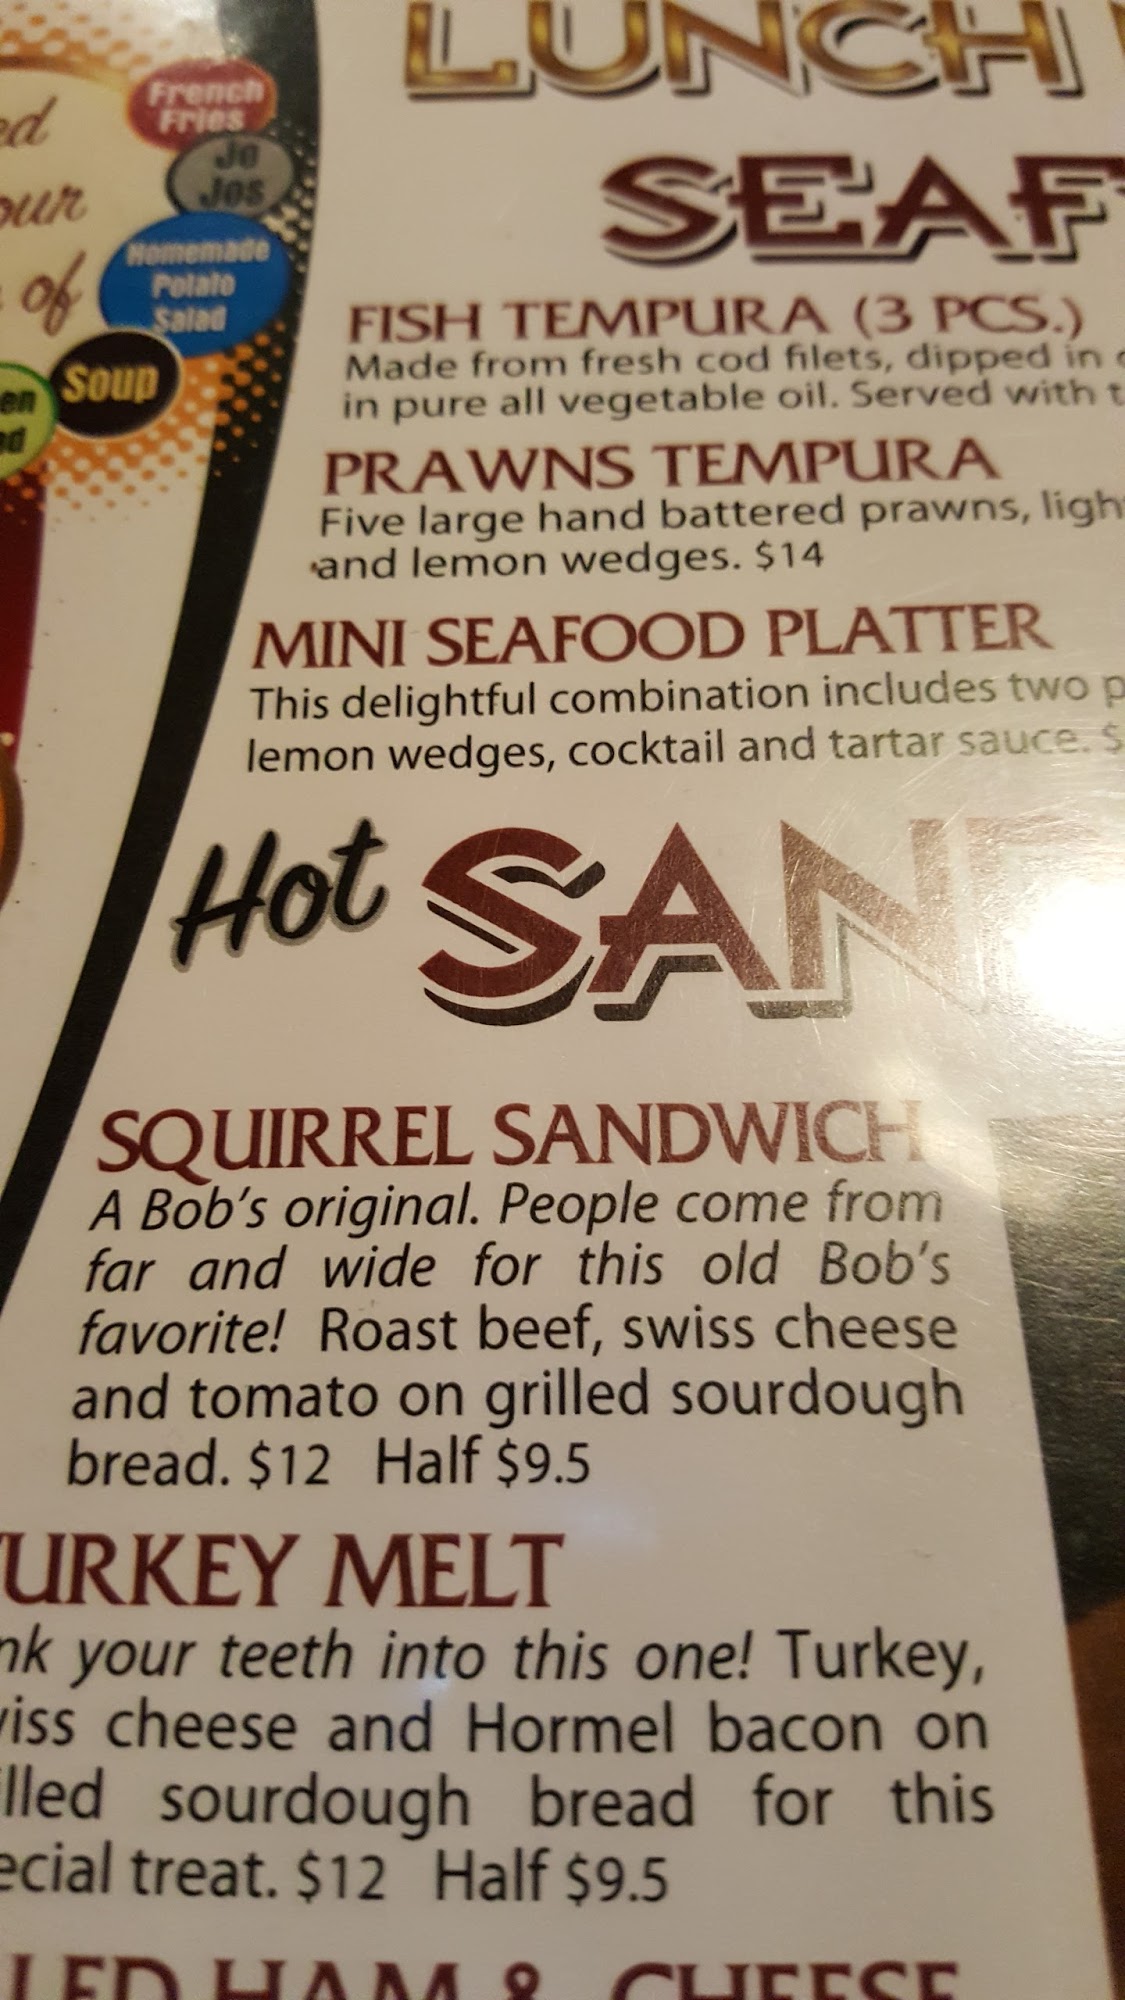 LUNCH
French
Fries
Jo
Jos
Homemade
Potato
Salad
of
Soup
FISH TEMPURA (3 PCS.)
Made from fresh cod filets, dipped in
in pure all vegetable oil. Served with
PRAWNS TEMPURA
Five large hand battered prawns,
and lemon wedges. $14
MINI SEAFOOD PLATTER
This delightful combination includes two
lemon wedges, cocktail and tartar sauce.
Hot
SQUIRREL SANDWICH
A Bob's original. People come from
far and wide for this old Bob's
favorite! Roast beef, swiss cheese
and tomato on grilled sourdough
bread. $12 Half $9.5
URKEY MELT
nk your teeth into this one! Turkey,
iss cheese and Hormel bacon on
lled sourdough bread for this
ecial treat. $12 Half $9.5
LED HAM & CHEESE